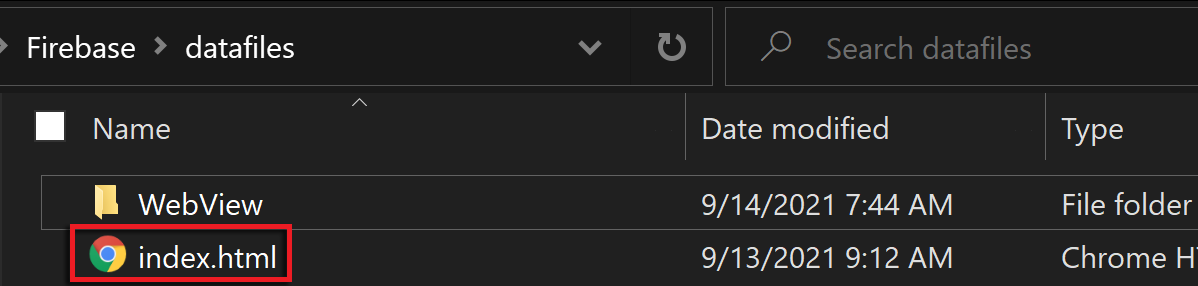 Firebase > datafiles
Search datafiles
Name Date modified Type
WebView 9/14/2021 7:44 AM File folder
index.html 9/13/2021 9:12 AM Chrome